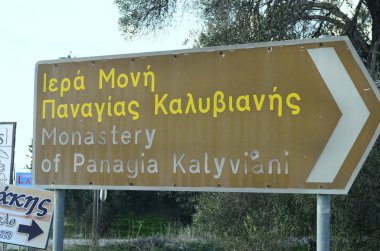 Ιερά Μονή
Παναγίας Καλυβιανής
Monastery
of Panagia Kalyviani